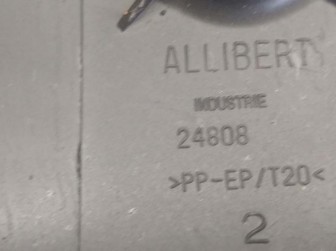 ALLIBERT
INDUSTRIE
24808
>PP-EP/T20<
2